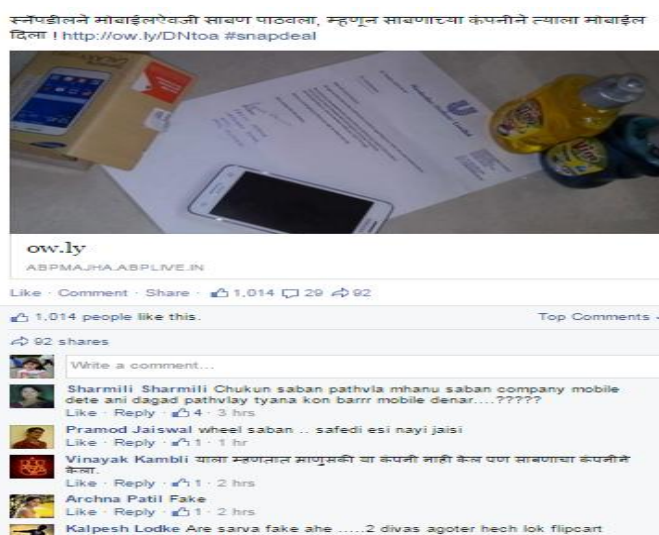 स्नॅपडीलने मोबाईलऐवजी साबण पाठवला, म्हणून साबणाच्या कंपनीने त्याला मोबाईल
दिला ! http://ow.ly/DNtoa #snapdeal
Vim
ow.ly
ABPMAJHA.ABPLIVE.IN
Like · Comment · Share · 1,014 29 92
1,014 people like this.
Top Comments
92 shares
Write a comment...
Sharmili Sharmili Chukun saban pathvla mhanu saban company mobile
dete ani dagad pathvlay tyana kon barrr mobile denar....?????
Like · Reply · 4 · 3 hrs
Pramod Jaiswal wheel saban .. safedi esi nayi jaisi
Like · Reply · 1 · 1 hr
Vinayak Kambli याला म्हणतात माणुसकी या कंपनी नाही केल पण साबणाचा कंपनीने
केला.
Like · Reply · 1 · 2 hrs
Archna Patil Fake
Like · Reply · 1 · 2 hrs
Kalpesh Lodke Are sarva fake ahe .....2 divas agoter hech lok flipcart